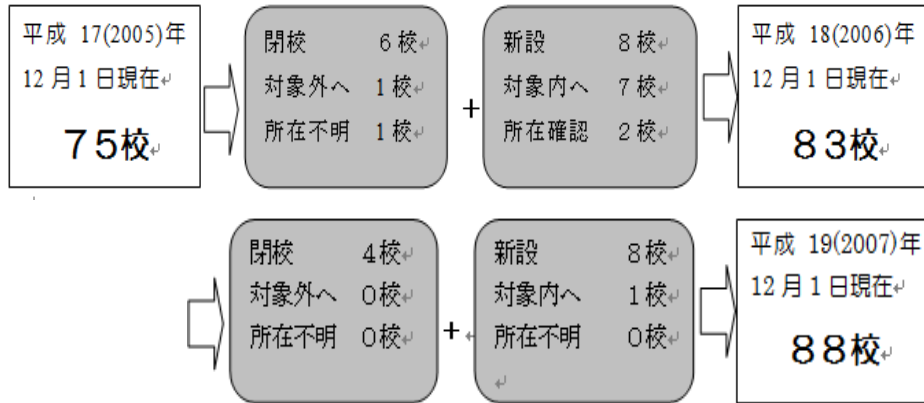 平成 17(2005)年
12月1日現在↵
75校↵
閉校 6校↵
対象外へ 1校↵
所在不明 1校↵
+
新設 8校↵
対象内へ 7校↵
所在確認 2校↵
平成 18(2006)年
12月1日現在↵
83校↵
閉校 4校↵
対象外へ 0校↵
所在不明 0校↵
+↵
新設 8校↵
対象内へ 1校↵
所在不明 0校↵
↵
平成 19(2007)年
12月1日現在↵
88校↵